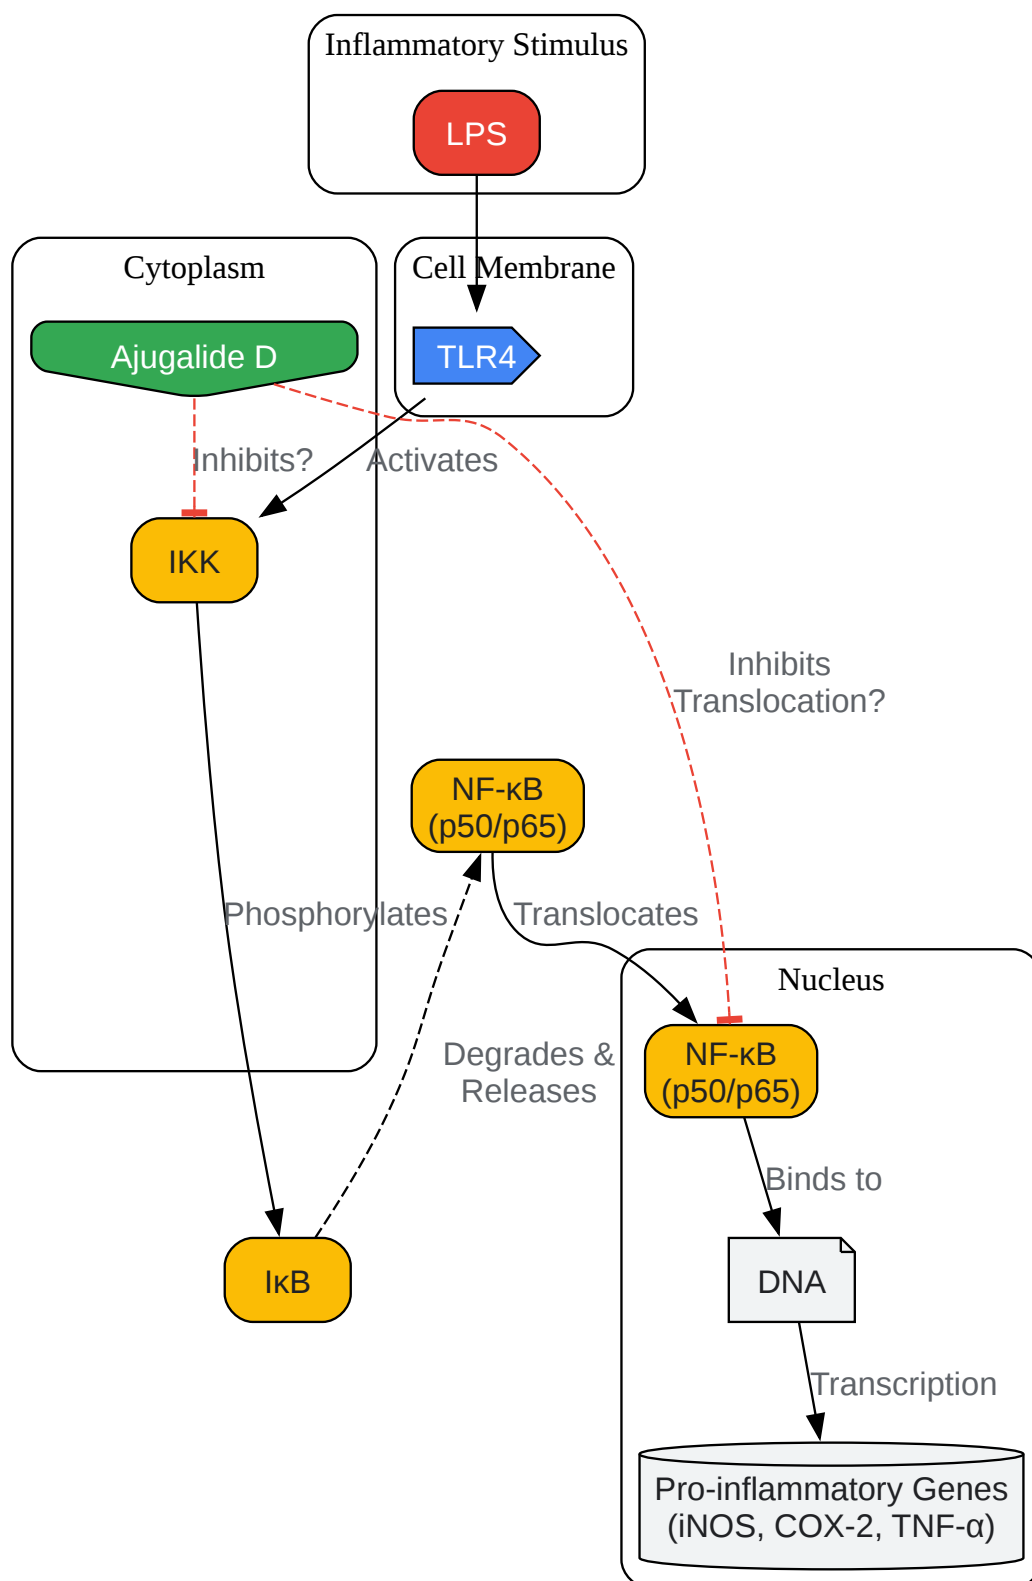 Inflammatory Stimulus
LPS
Cytoplasm
Cell Membrane
Ajugalide D
TLR4
Inhibits?
Activates
IKK
Inhibits
Translocation?
NF-κB
(p50/p65)
Phosphorylates
Translocates
Nucleus
Degrades &
Releases
NF-κB
(p50/p65)
Binds to
IκB
DNA
Transcription
Pro-inflammatory Genes
(iNOS, COX-2, TNF-α)